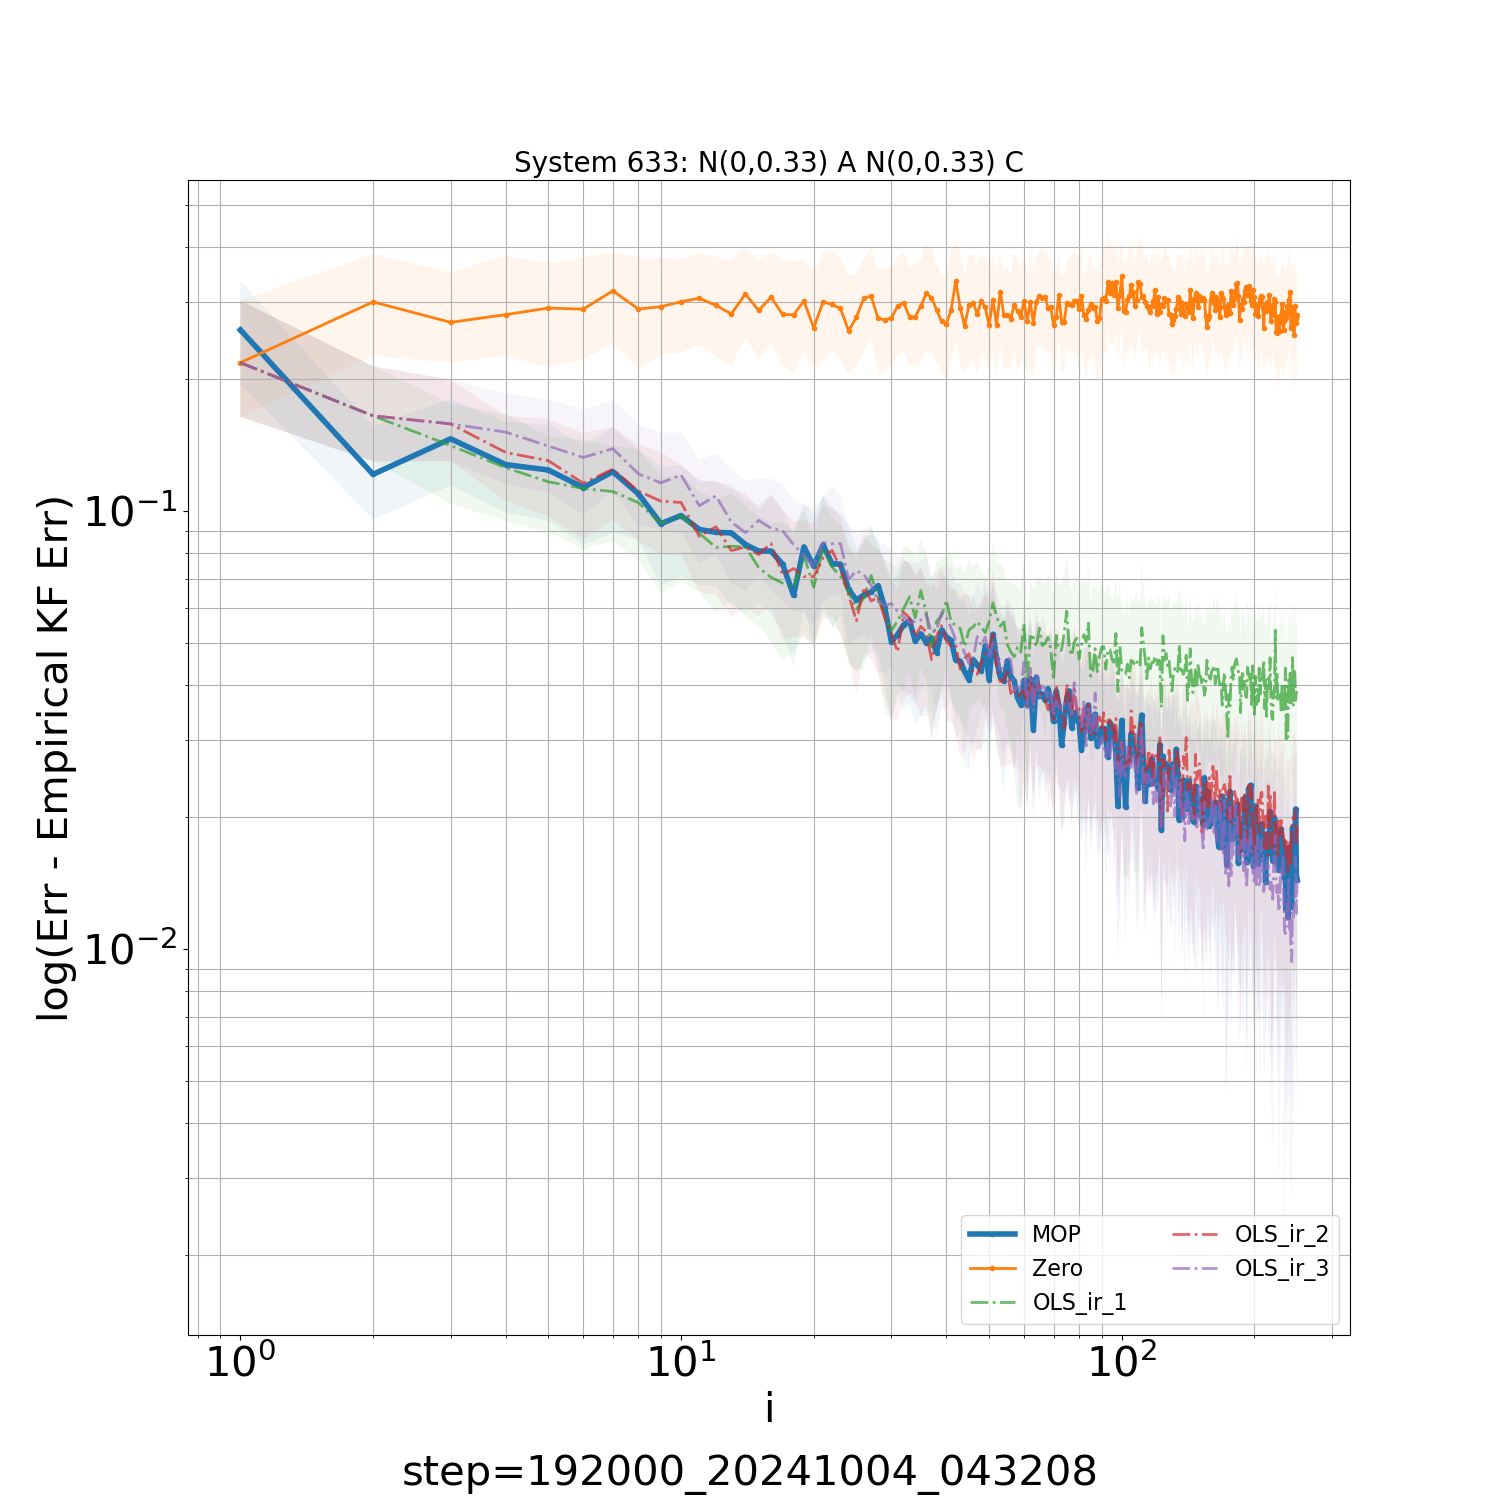 System 633: N(0,0.33) A N(0,0.33) C
log(Err - Empirical KF Err)
10⁻¹
10⁻²
10⁰
10¹
10²
i
MOP
Zero
OLS_ir_1
OLS_ir_2
OLS_ir_3
step=192000_20241004_043208